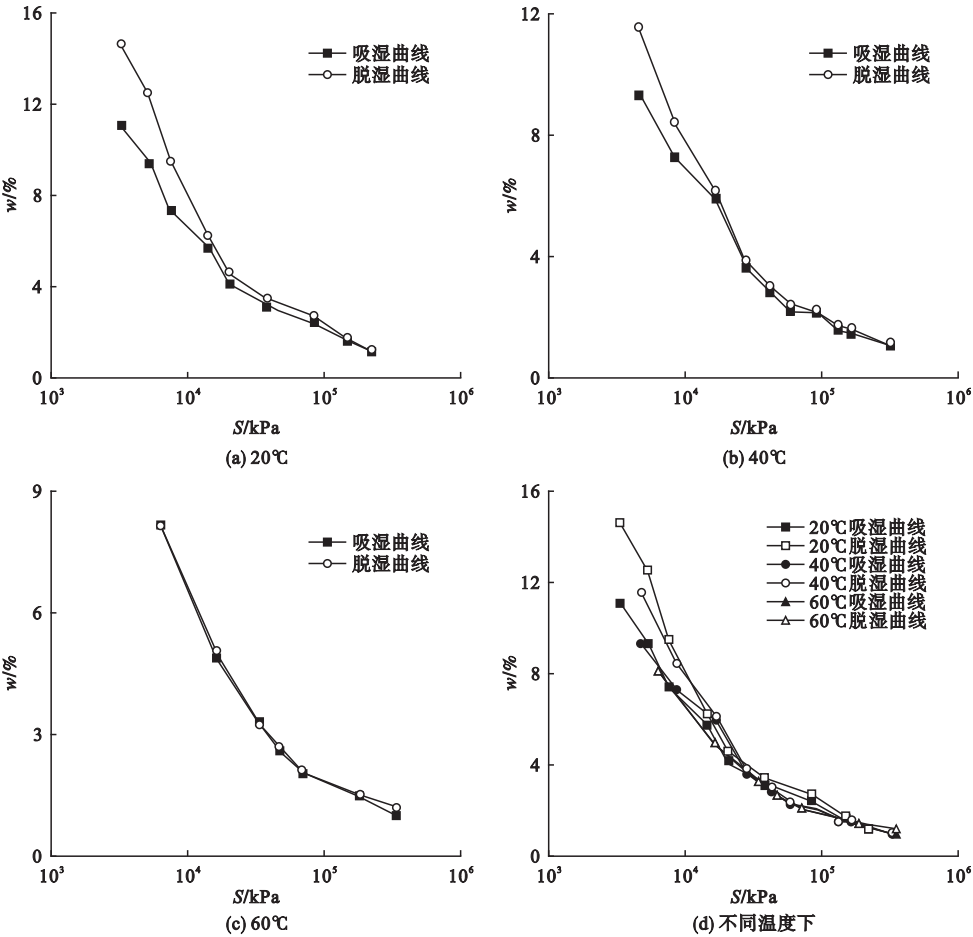 16
12
8
4
0
w/%
10³
10⁴
10⁵
10⁶
S/kPa
(a) 20℃
吸湿曲线
脱湿曲线
12
8
4
0
w/%
10³
10⁴
10⁵
10⁶
S/kPa
(b) 40℃
吸湿曲线
脱湿曲线
9
6
3
0
w/%
10³
10⁴
10⁵
10⁶
S/kPa
(c) 60℃
吸湿曲线
脱湿曲线
16
12
8
4
0
w/%
10³
10⁴
10⁵
10⁶
S/kPa
(d) 不同温度下
20℃吸湿曲线
20℃脱湿曲线
40℃吸湿曲线
40℃脱湿曲线
60℃吸湿曲线
60℃脱湿曲线